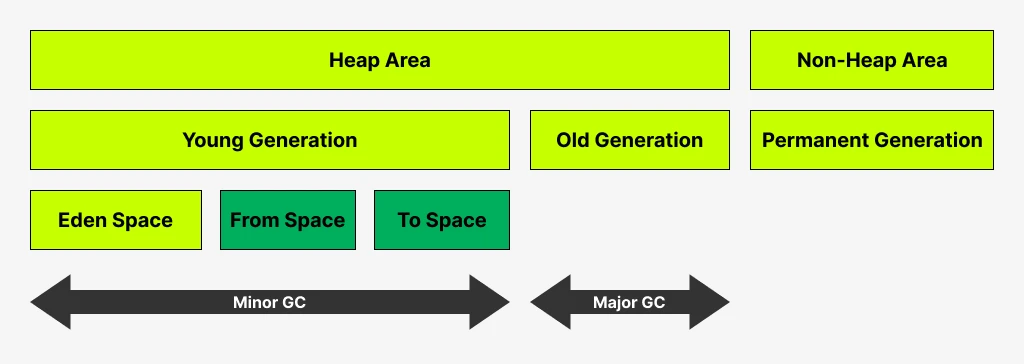 Heap Area
Non-Heap Area
Young Generation
Old Generation
Permanent Generation
Eden Space
From Space
To Space
Minor GC
Major GC